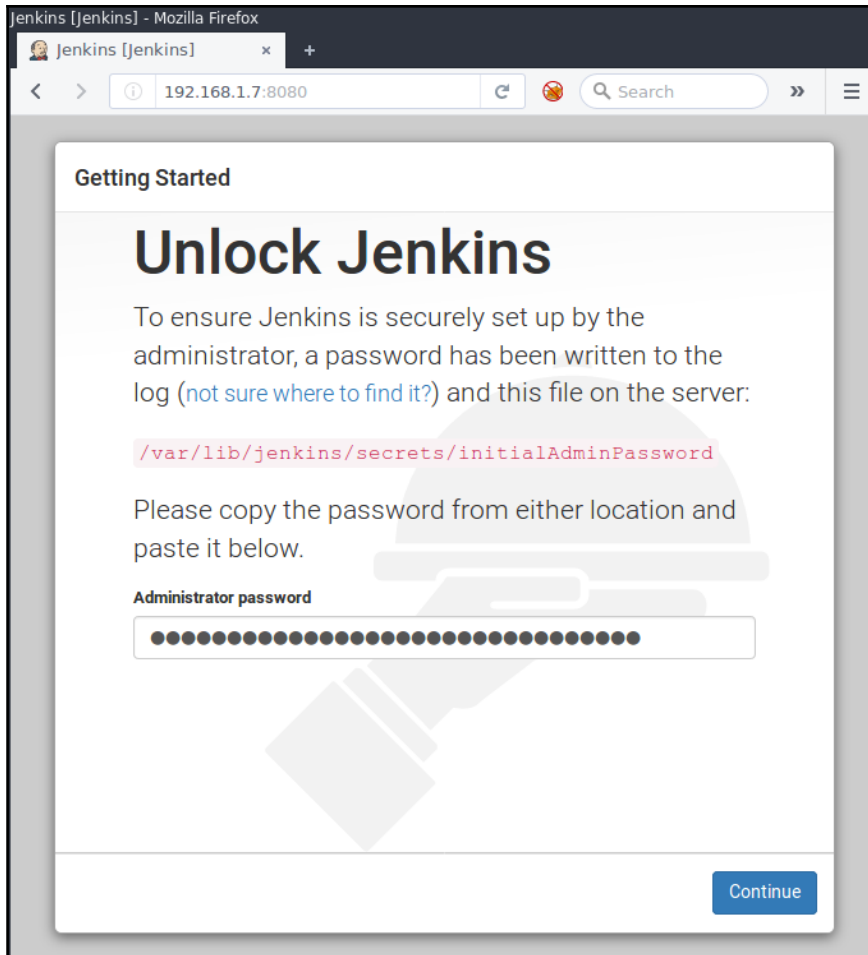 Jenkins [Jenkins] - Mozilla Firefox
Jenkins [Jenkins] × +
192.168.1.7:8080 Search »
Getting Started
Unlock Jenkins
To ensure Jenkins is securely set up by the
administrator, a password has been written to the
log (not sure where to find it?) and this file on the server:
/var/lib/jenkins/secrets/initialAdminPassword
Please copy the password from either location and
paste it below.
Administrator password
Continue